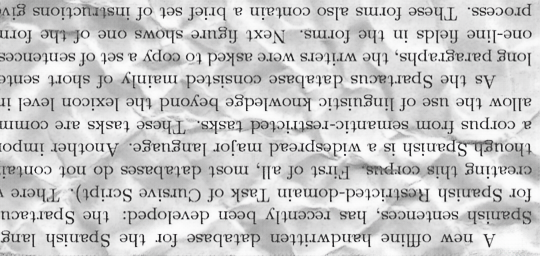 A new offline handwritten database for the Spanish lang
Spanish sentences, has recently been developed: the Spartacu
for Spanish Restricted-domain Task of Cursive Script). There
creating this corpus. First of all, most databases do not contai
though Spanish is a widespread major language. Another impo
a corpus from semantic-restricted tasks. These tasks are comm
allow the use of linguistic knowledge beyond the lexicon level in
As the Spartacus database consisted mainly of short sente
long paragraphs, the writers were asked to copy a set of sentences
one-line fields in the forms. Next figure shows one of the form
process. These forms also contain a brief set of instructions giv